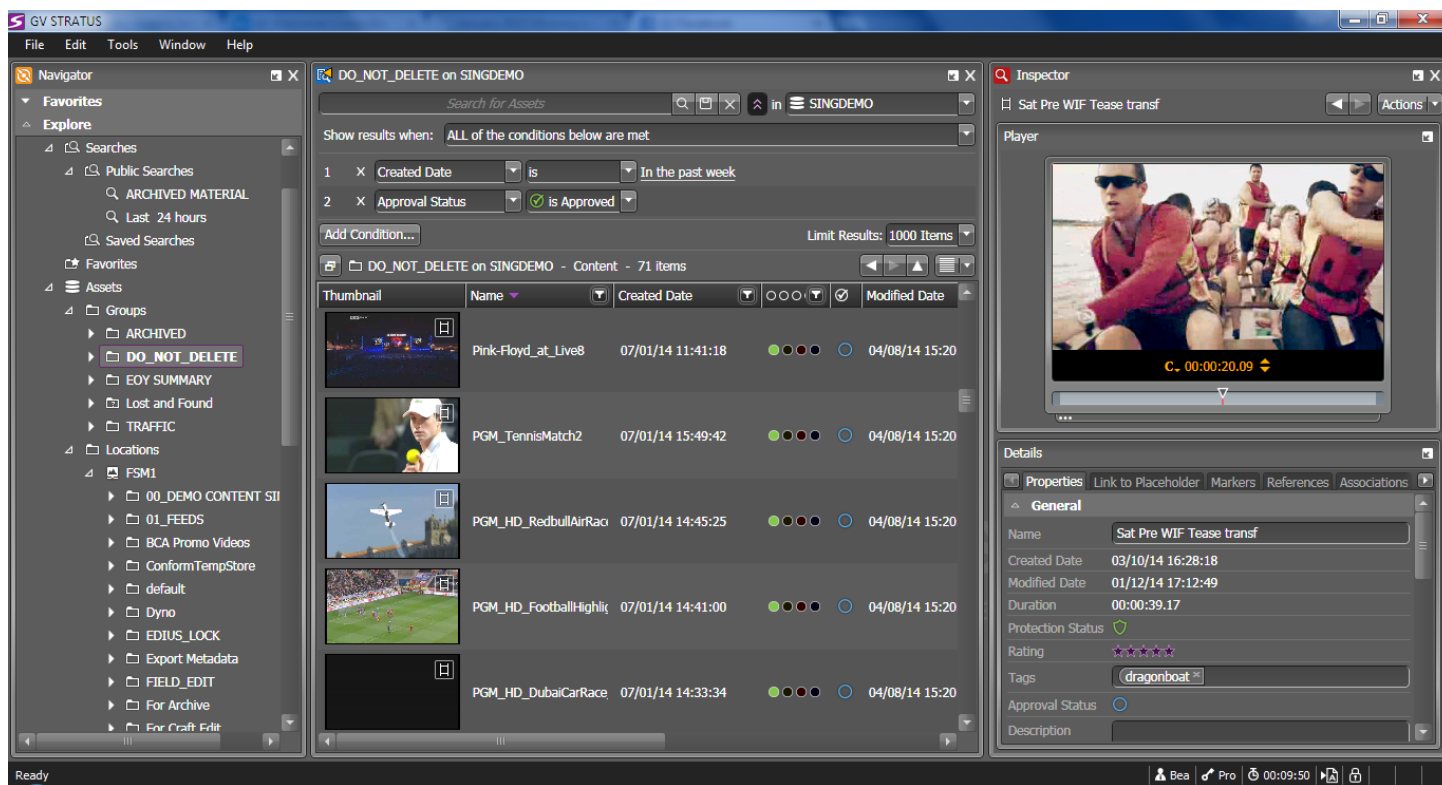 GV STRATUS
File Edit Tools Window Help
Navigator
Favorites
Explore
Searches
Public Searches
ARCHIVED MATERIAL
Last 24 hours
Saved Searches
Favorites
Assets
Groups
ARCHIVED
DO_NOT_DELETE
EOY SUMMARY
Lost and Found
TRAFFIC
Locations
FSM1
00_DEMO CONTENT SII
01_FEEDS
BCA Promo Videos
ConformTempStore
default
Dyno
EDIUS_LOCK
Export Metadata
FIELD_EDIT
For Archive
For Craft Edit
DO_NOT_DELETE on SINGDEMO
Search for Assets in SINGDEMO
Show results when: ALL of the conditions below are met
1 X Created Date is In the past week
2 X Approval Status is Approved
Add Condition... Limit Results: 1000 Items
DO_NOT_DELETE on SINGDEMO - Content - 71 items
Thumbnail Name Created Date Modified Date
Pink-Floyd_at_Live8 07/01/14 11:41:18 04/08/14 15:20
PGM_TennisMatch2 07/01/14 15:49:42 04/08/14 15:20
PGM_HD_RedbullAirRac 07/01/14 14:45:25 04/08/14 15:20
PGM_HD_FootballHighli 07/01/14 14:41:00 04/08/14 15:20
PGM_HD_DubaiCarRace 07/01/14 14:33:34 04/08/14 15:20
Inspector
Sat Pre WIF Tease transf Actions
Player
C 00:00:20.09
Details
Properties Link to Placeholder Markers References Associations
General
Name Sat Pre WIF Tease transf
Created Date 03/10/14 16:28:18
Modified Date 01/12/14 17:12:49
Duration 00:00:39.17
Protection Status
Rating
Tags dragonboat ×
Approval Status
Description
Ready Bea Pro 00:09:50